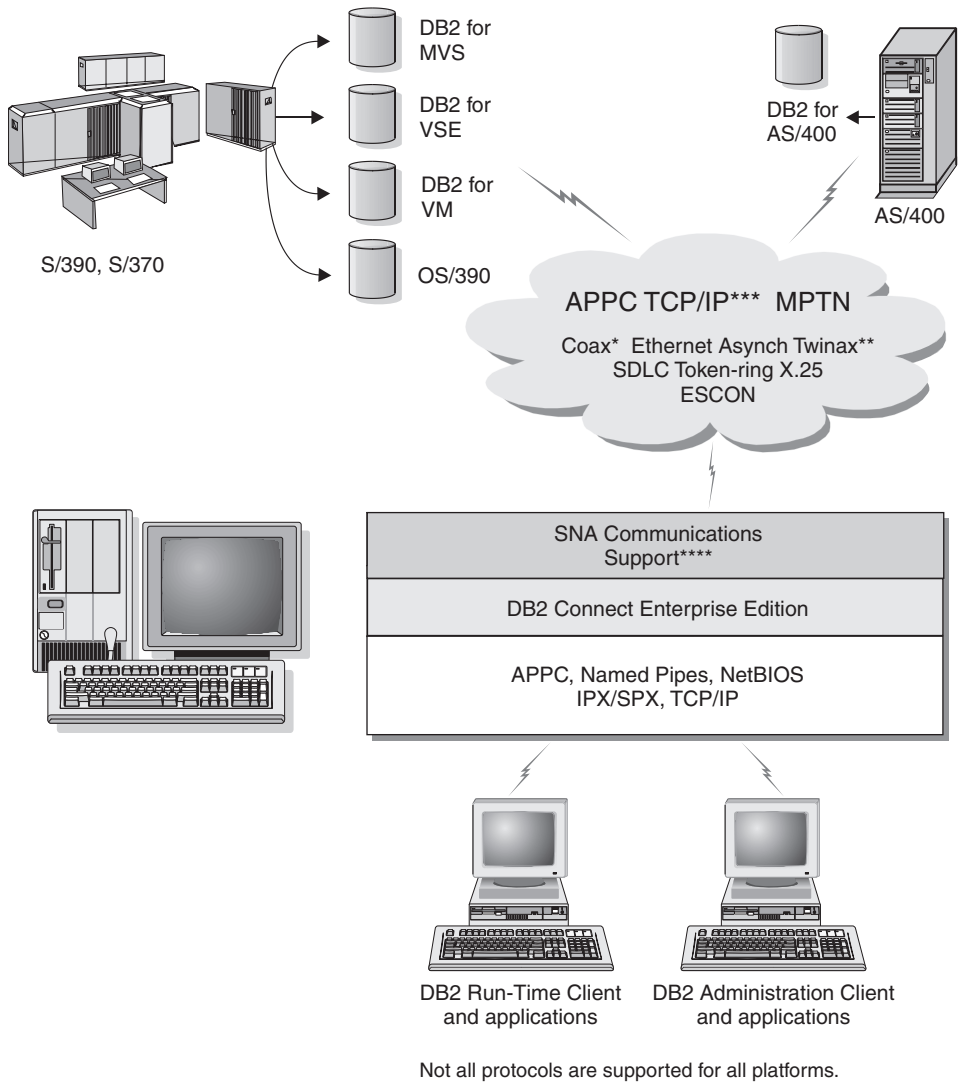 DB2 for
MVS
DB2 for
VSE
DB2 for
VM
OS/390
S/390, S/370
DB2 for
AS/400
AS/400
APPC TCP/IP*** MPTN
Coax* Ethernet Asynch Twinax**
SDLC Token-ring X.25
ESCON
SNA Communications
Support****
DB2 Connect Enterprise Edition
APPC, Named Pipes, NetBIOS
IPX/SPX, TCP/IP
DB2 Run-Time Client
and applications
DB2 Administration Client
and applications
Not all protocols are supported for all platforms.